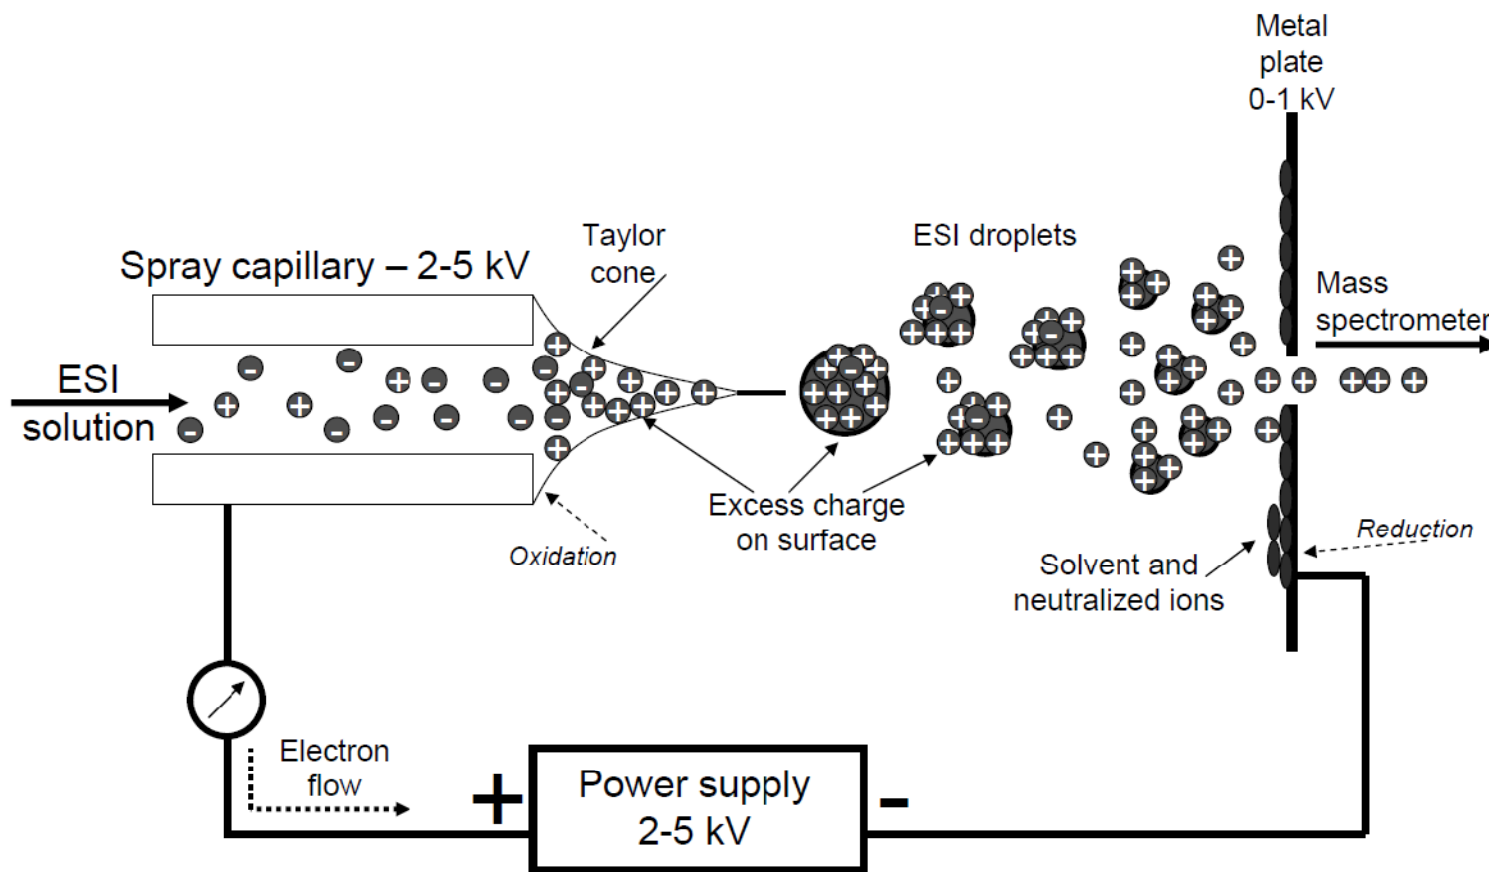 Metal
plate
0-1 kV
Taylor
cone
ESI droplets
Spray capillary – 2-5 kV
Mass
spectrometer
ESI
solution
Excess charge
on surface
Oxidation
Reduction
Solvent and
neutralized ions
Electron
flow
+
Power supply
2-5 kV
-